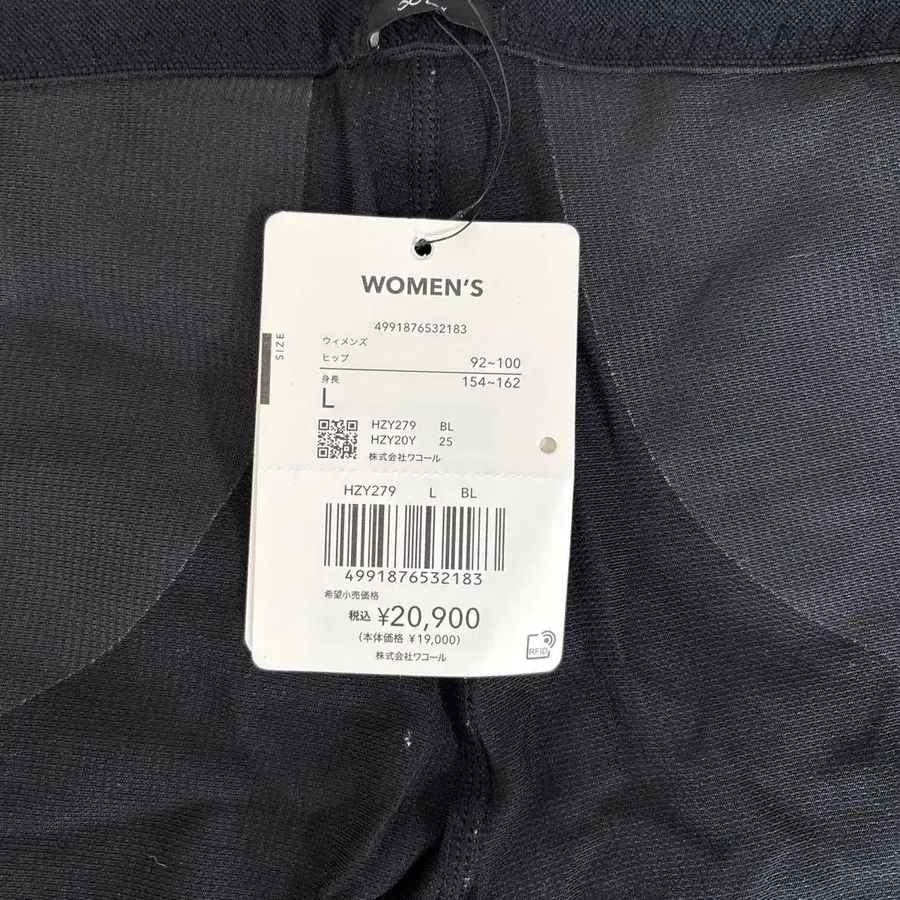 WOMEN'S
4991876532183
SIZE
ウィメンズ
ヒップ 92~100
身長 154~162
L
HZY279 BL
HZY20Y 25
株式会社ワコール
HZY279 L BL
4991876532183
希望小売価格
税込 ¥20,900
(本体価格 ¥19,000)
株式会社ワコール
RFID